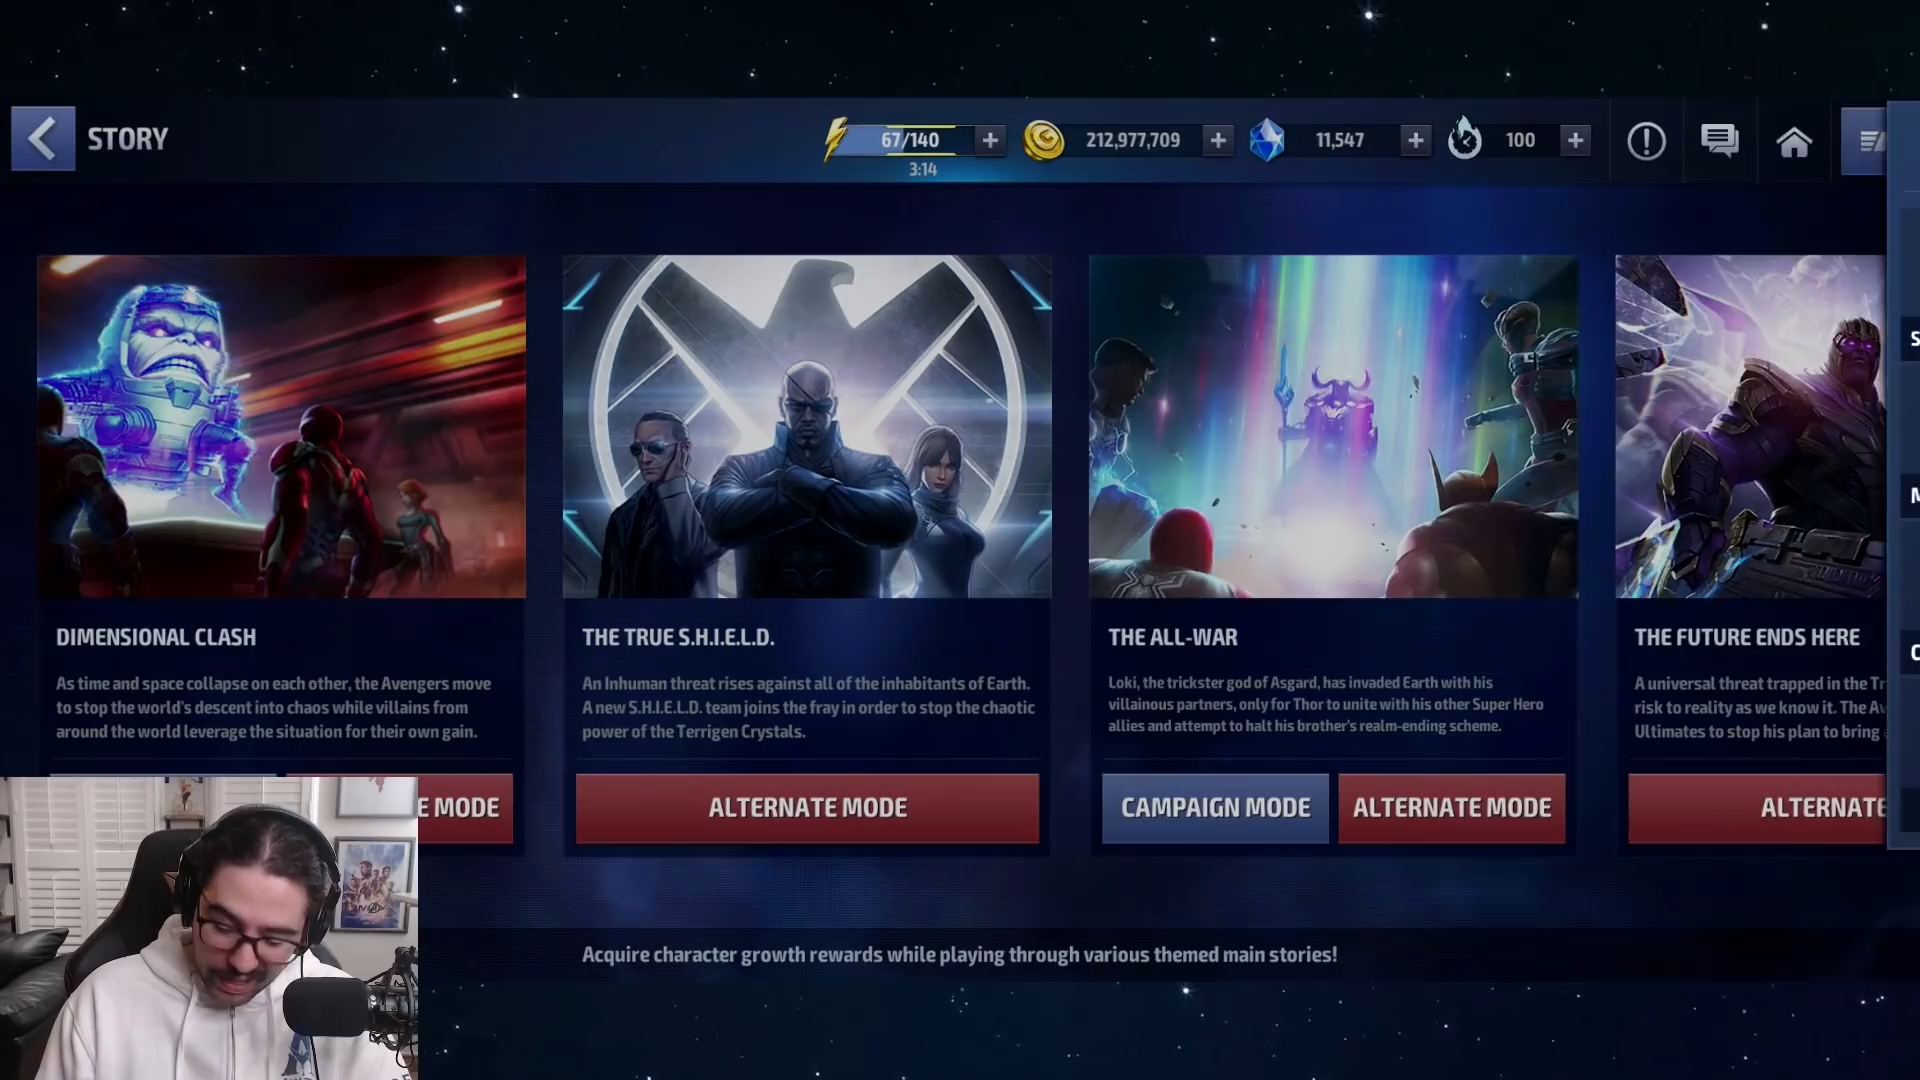 STORY
67/140
3:14
212,977,709
11,547
100
DIMENSIONAL CLASH
As time and space collapse on each other, the Avengers move
to stop the world's descent into chaos while villains from
around the world leverage the situation for their own gain.
E MODE
THE TRUE S.H.I.E.L.D.
An Inhuman threat rises against all of the inhabitants of Earth.
A new S.H.I.E.L.D. team joins the fray in order to stop the chaotic
power of the Terrigen Crystals.
ALTERNATE MODE
THE ALL-WAR
Loki, the trickster god of Asgard, has invaded Earth with his
villainous partners, only for Thor to unite with his other Super Hero
allies and attempt to halt his brother's realm-ending scheme.
CAMPAIGN MODE
ALTERNATE MODE
THE FUTURE ENDS HERE
A universal threat trapped in the Tr
risk to reality as we know it. The Av
Ultimates to stop his plan to bring
ALTERNATE
S
M
C
Acquire character growth rewards while playing through various themed main stories!